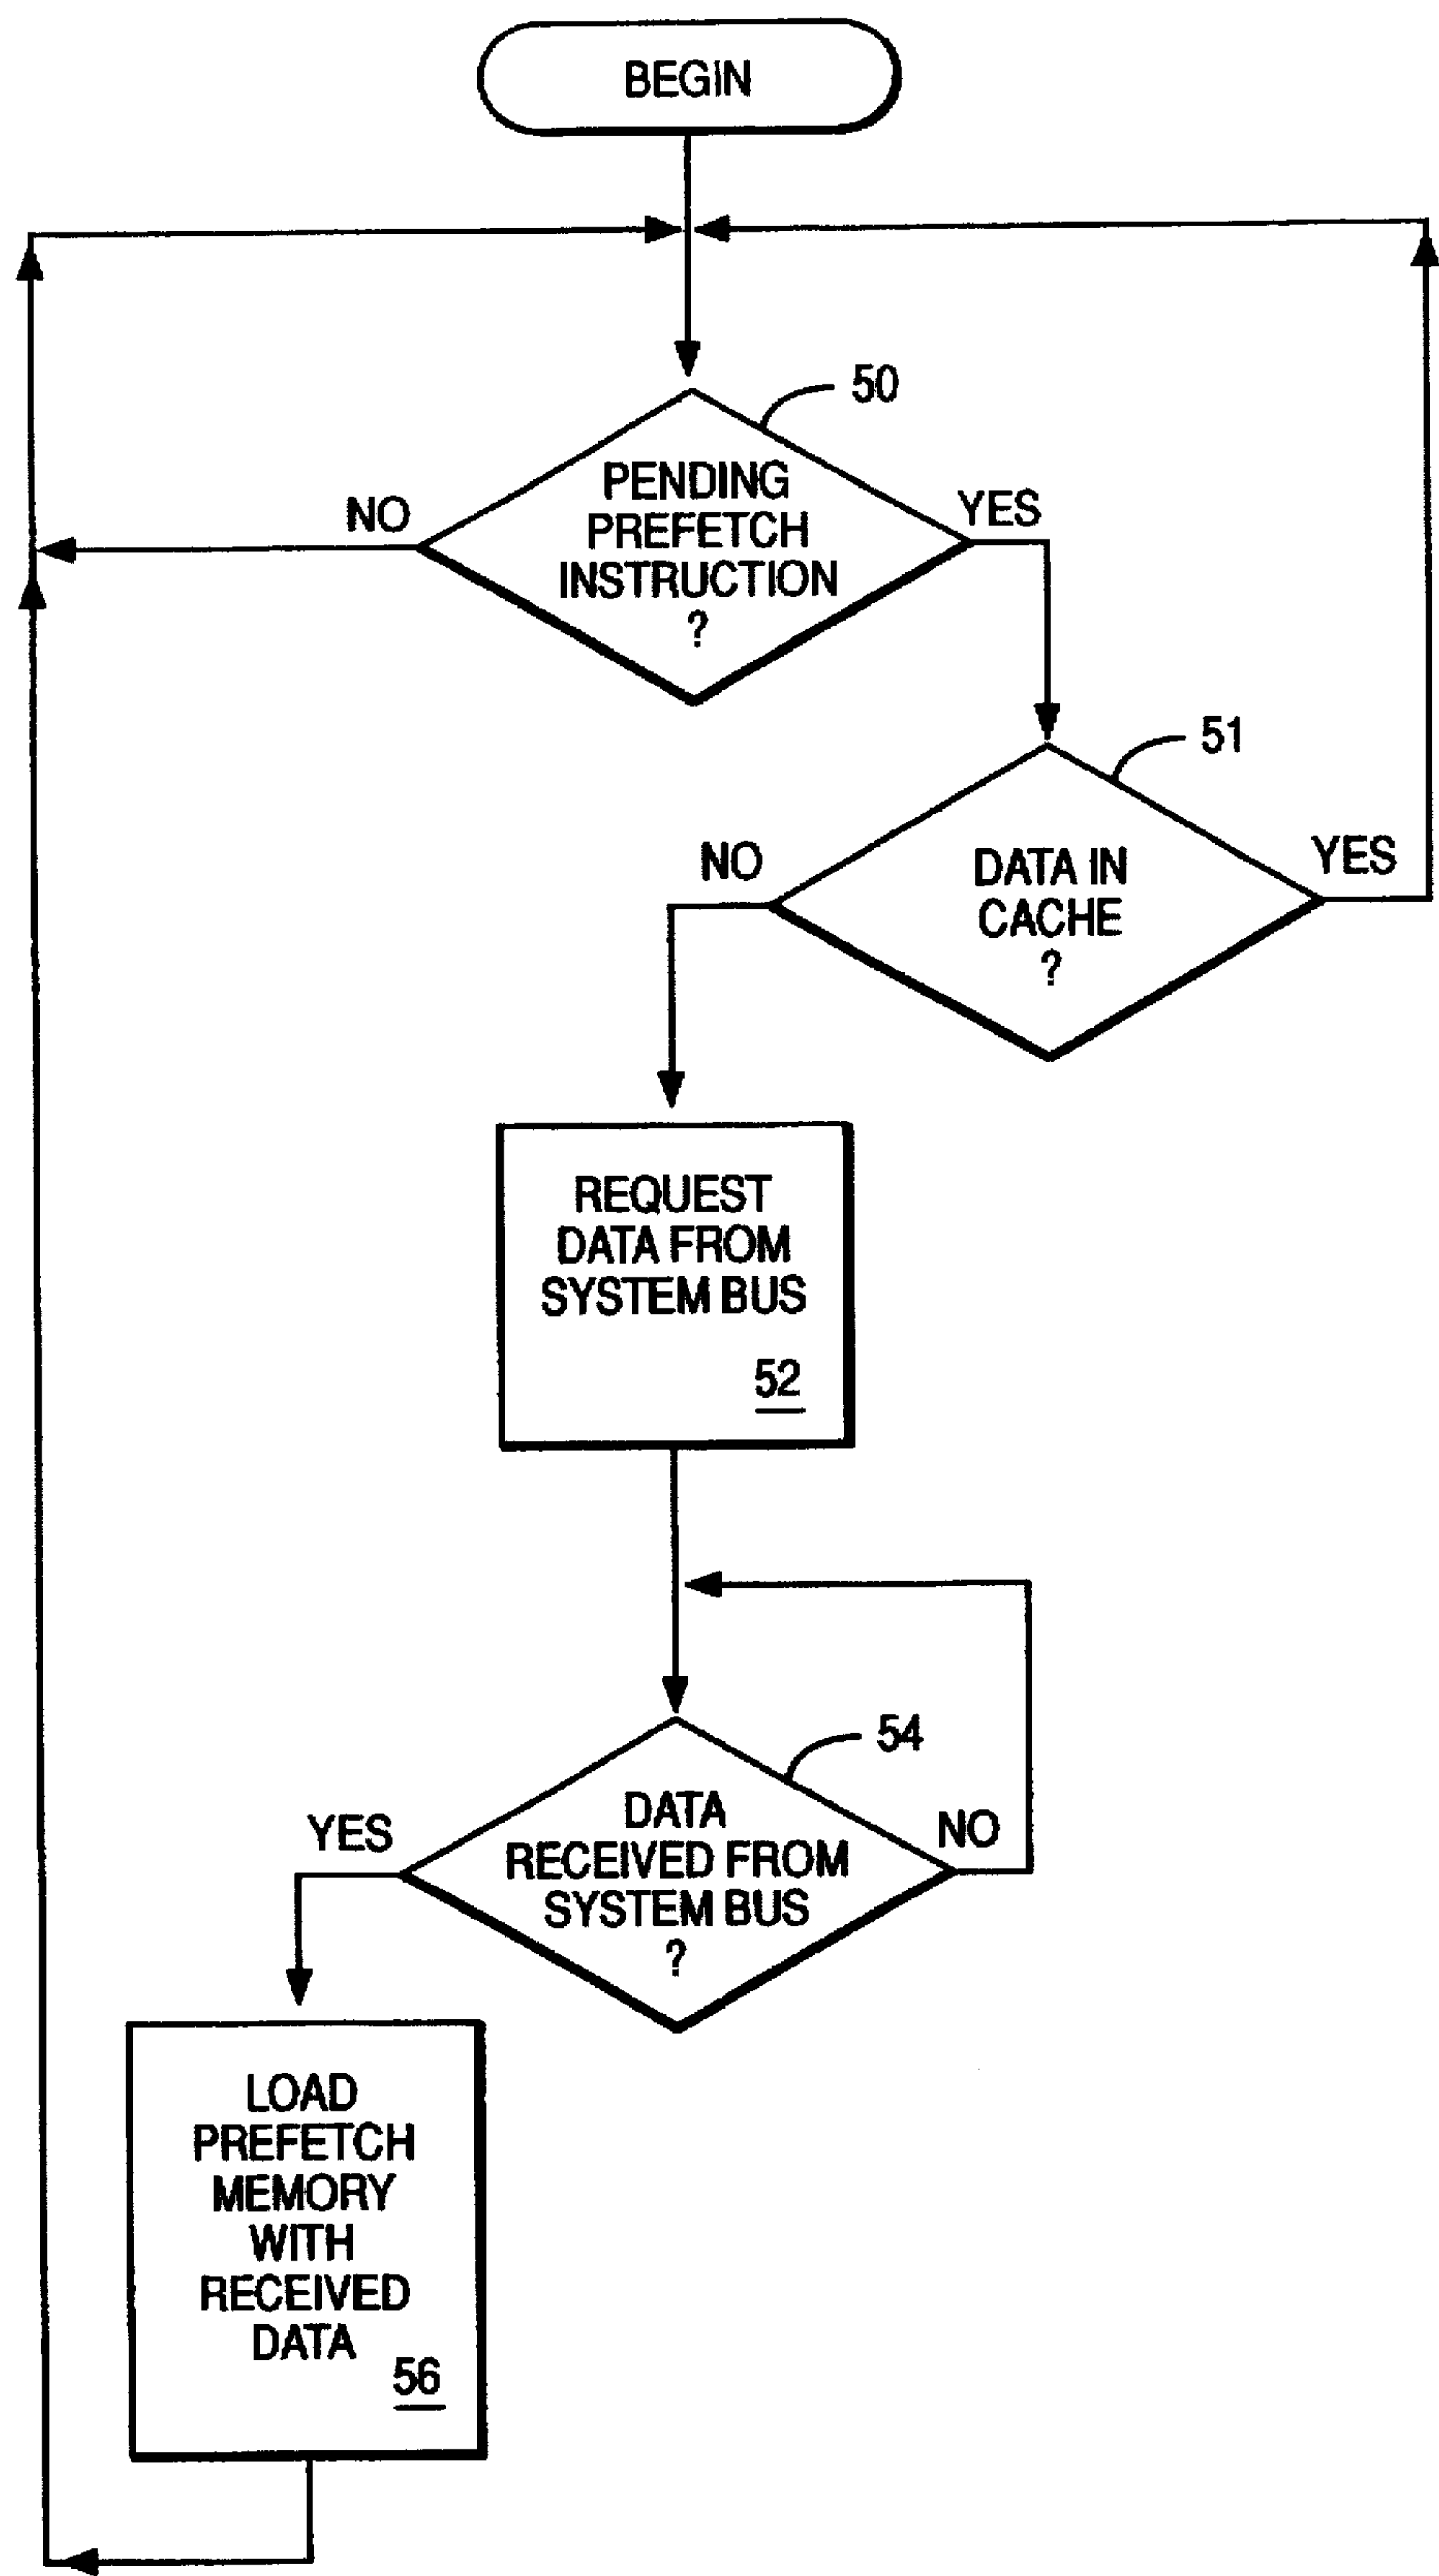 BEGIN
50
PENDING
PREFETCH
INSTRUCTION
?
NO
YES
51
DATA IN
CACHE
?
NO
YES
REQUEST
DATA FROM
SYSTEM BUS
52
54
DATA
RECEIVED FROM
SYSTEM BUS
?
YES
NO
LOAD
PREFETCH
MEMORY
WITH
RECEIVED
DATA
56